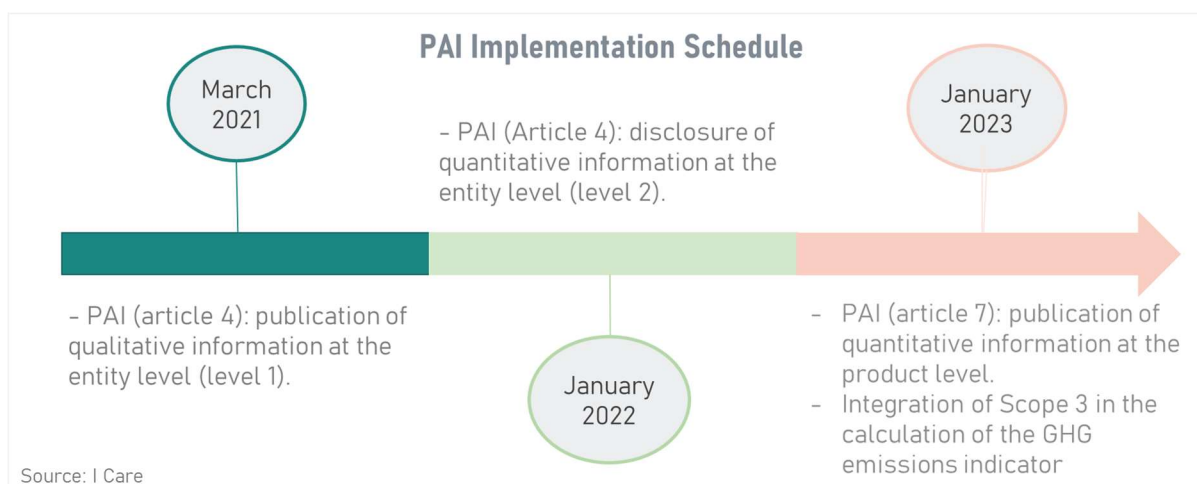 PAI Implementation Schedule
March
2021
- PAI (Article 4): disclosure of
quantitative information at the
entity level (level 2).
January
2023
- PAI (article 4): publication of
qualitative information at the
entity level (level 1).
January
2022
- PAI (article 7): publication of
quantitative information at the
product level.
- Integration of Scope 3 in the
calculation of the GHG
emissions indicator
Source: I Care